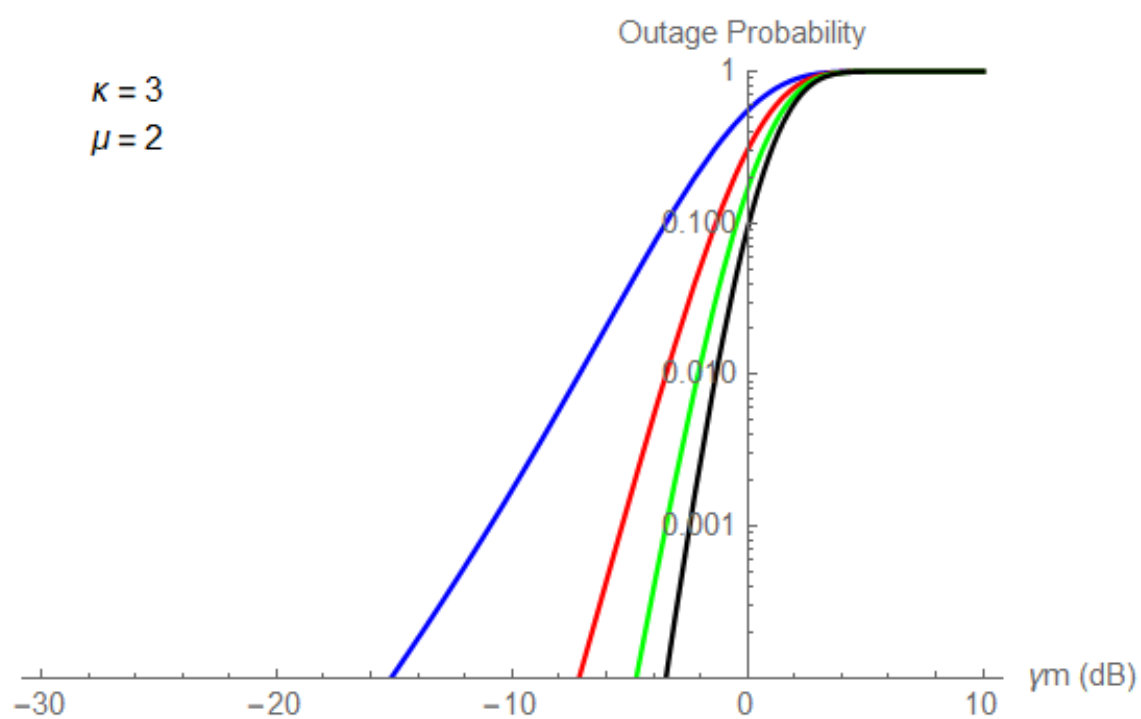 Outage Probability
κ = 3
μ = 2
1
0.100
0.010
0.001
−30 −20 −10 0 10
γm (dB)